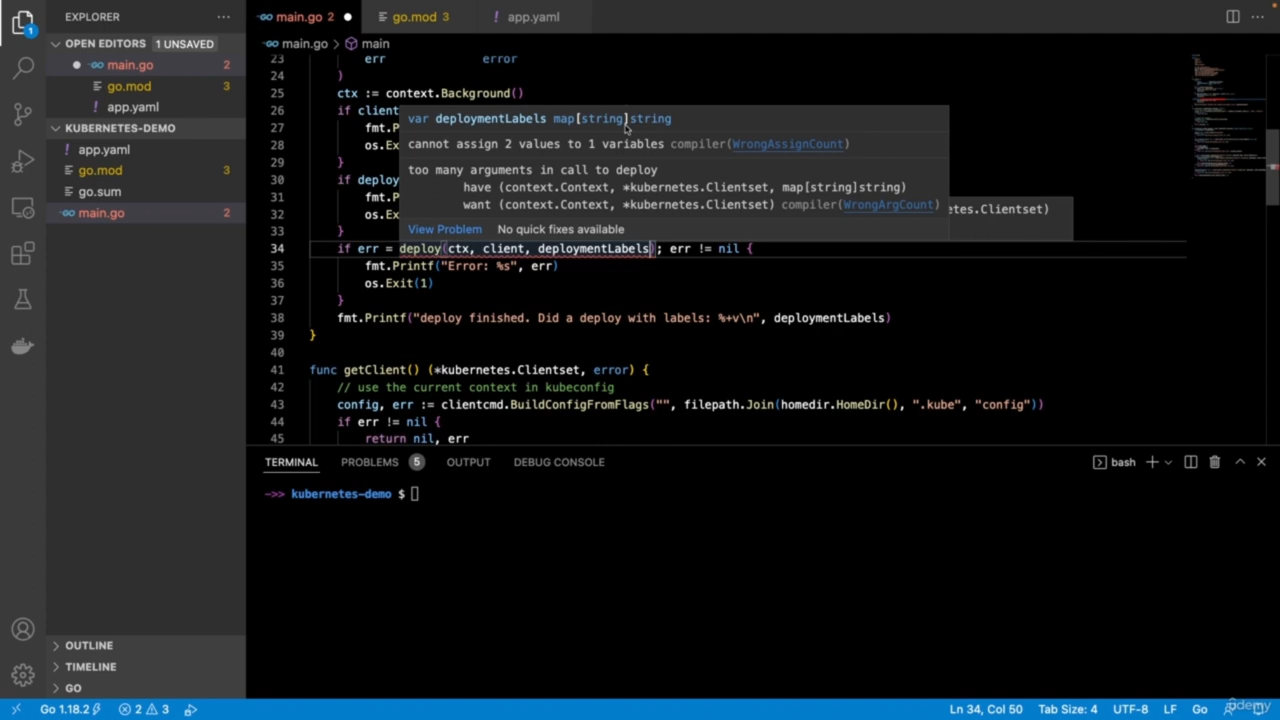 EXPLORER
OPEN EDITORS 1 UNSAVED
main.go 2
go.mod 3
app.yaml
KUBERNETES-DEMO
app.yaml
go.mod 3
go.sum
main.go 2
OUTLINE
TIMELINE
GO
1
main.go 2
go.mod 3
app.yaml
main.go > main
23 err error
24 )
25 ctx := context.Background()
26 if client
27 fmt.P
28 os.Ex
29 }
30 if deploy
31 fmt.P
32 os.Ex
33 }
var deploymentLabels map[string]string
cannot assign 2 values to 1 variables compiler(WrongAssignCount)
too many arguments in call to deploy
have (context.Context, *kubernetes.Clientset, map[string]string)
want (context.Context, *kubernetes.Clientset) compiler(WrongArgCount)
View Problem No quick fixes available
etes.Clientset)
34 if err = deploy(ctx, client, deploymentLabels); err != nil {
35 fmt.Printf("Error: %s", err)
36 os.Exit(1)
37 }
38 fmt.Printf("deploy finished. Did a deploy with labels: %+v\n", deploymentLabels)
39 }
40
41 func getClient() (*kubernetes.Clientset, error) {
42 // use the current context in kubeconfig
43 config, err := clientcmd.BuildConfigFromFlags("", filepath.Join(homedir.HomeDir(), ".kube", "config"))
44 if err != nil {
45 return nil, err
TERMINAL PROBLEMS 5 OUTPUT DEBUG CONSOLE bash
->> kubernetes-demo $
Go 1.18.2 2 3 Ln 34, Col 50 Tab Size: 4 UTF-8 LF Go
udemy